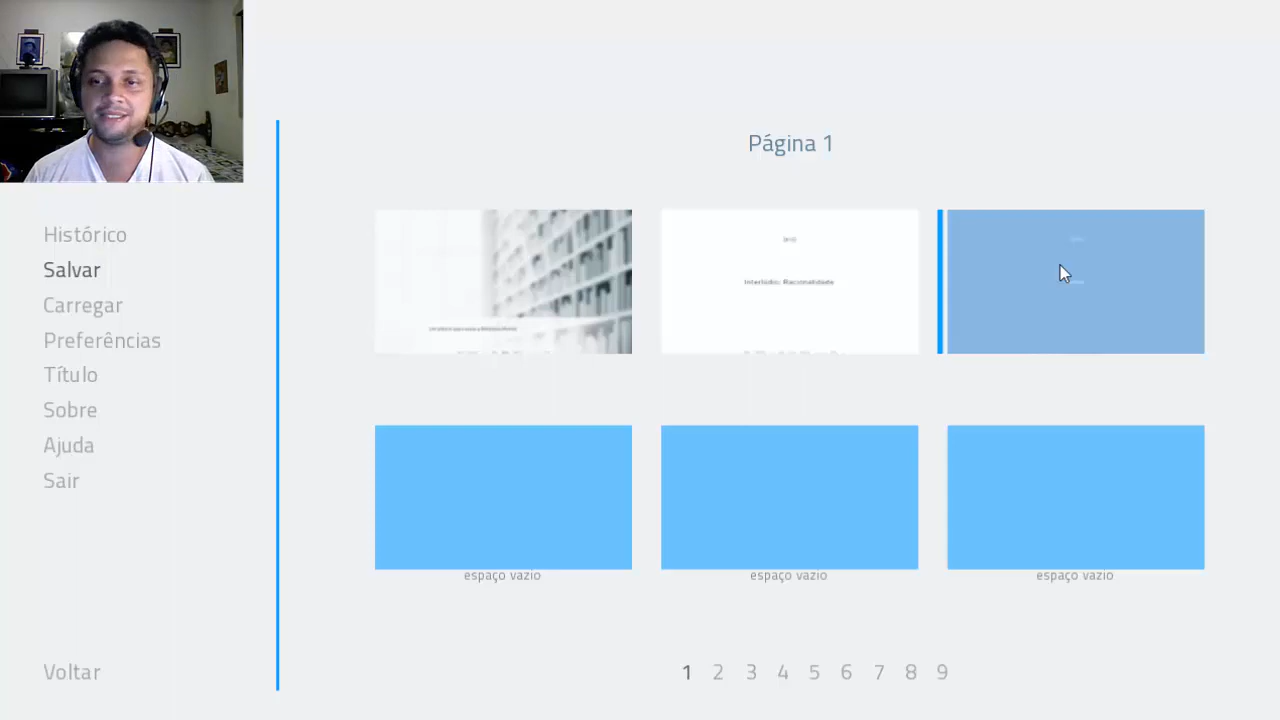 Página 1
Histórico
Salvar
Carregar
Preferências
Título
Sobre
Ajuda
Sair
Interlúdio: Racionalidade
espaço vazio
espaço vazio
espaço vazio
Voltar
1 2 3 4 5 6 7 8 9